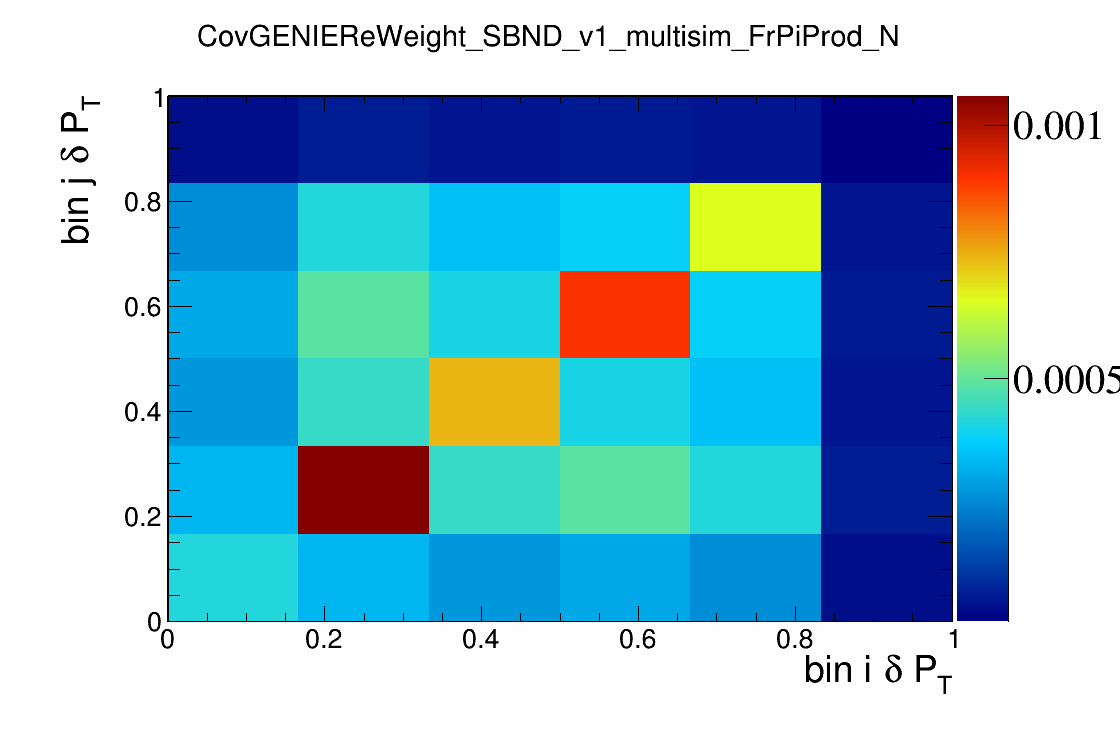 CovGENIEReWeight_SBND_v1_multisim_FrPiProd_N
bin j δ P_T
1
0.8
0.6
0.4
0.2
0
0 0.2 0.4 0.6 0.8 1
bin i δ P_T
0.001
0.0005